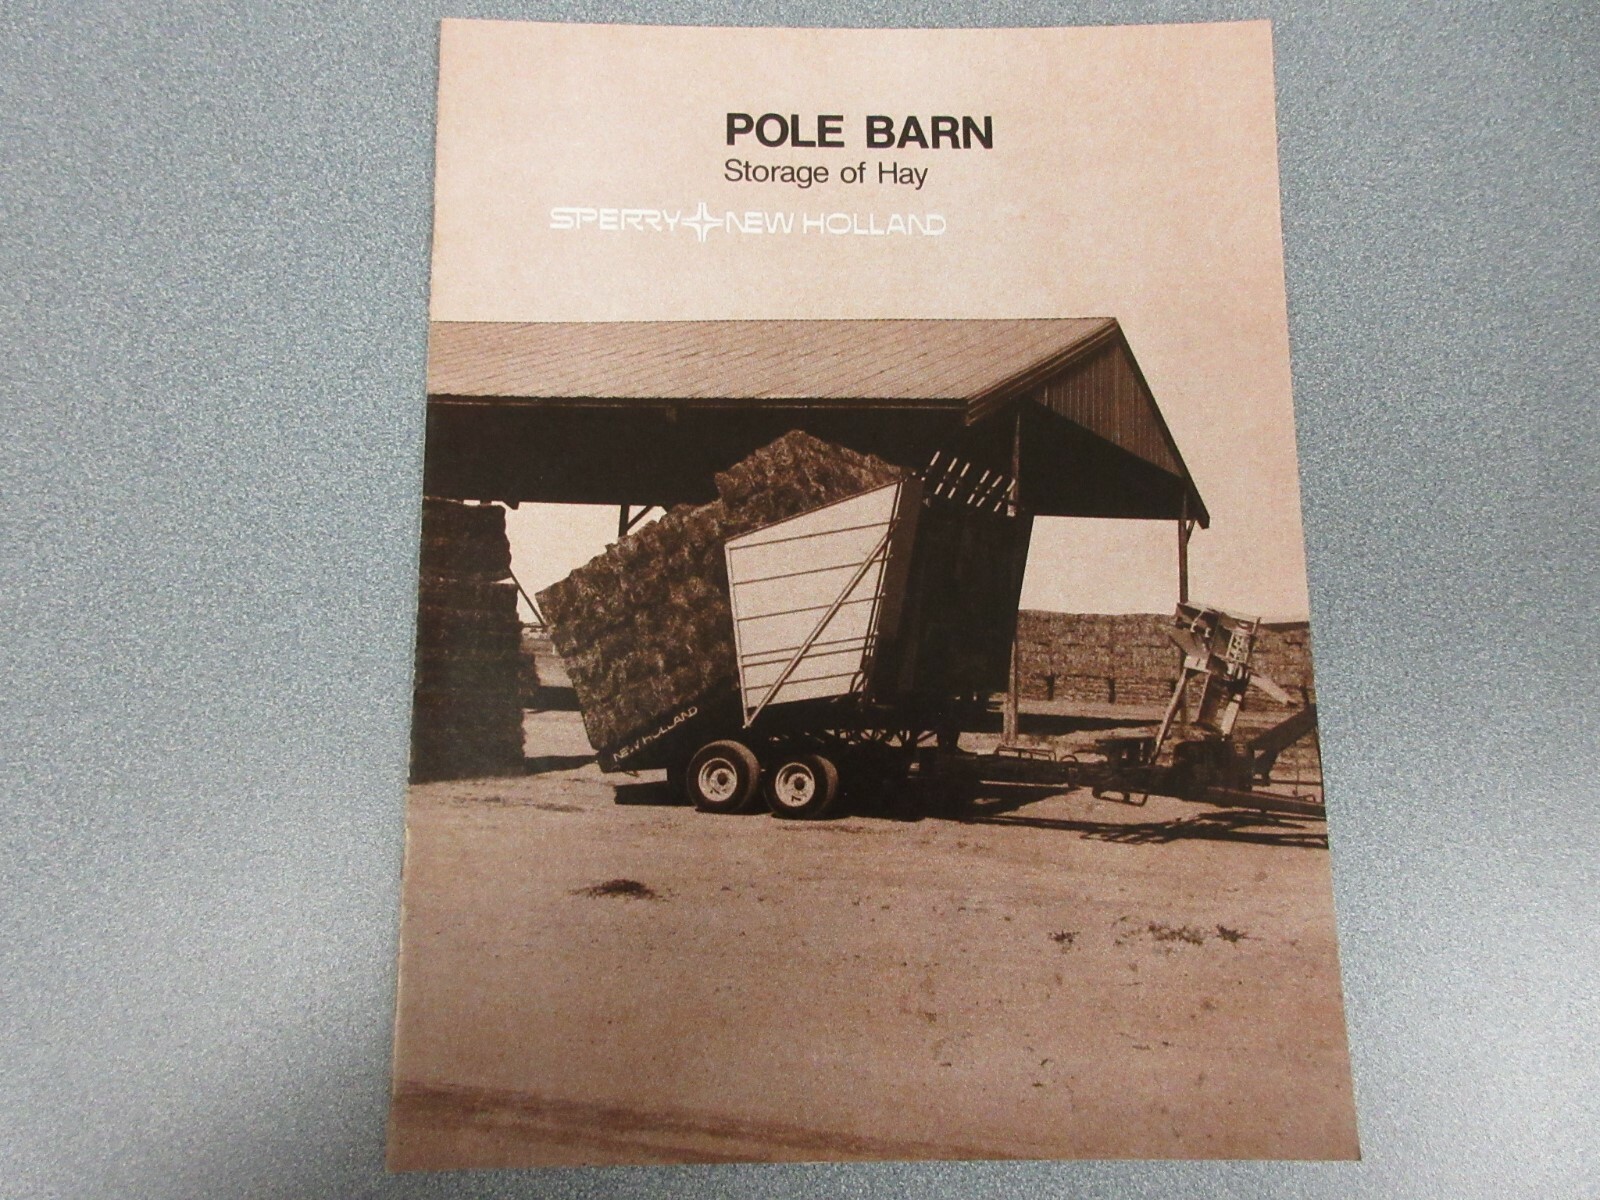 POLE BARN
Storage of Hay
SPERRY NEW HOLLAND
NEW HOLLAND